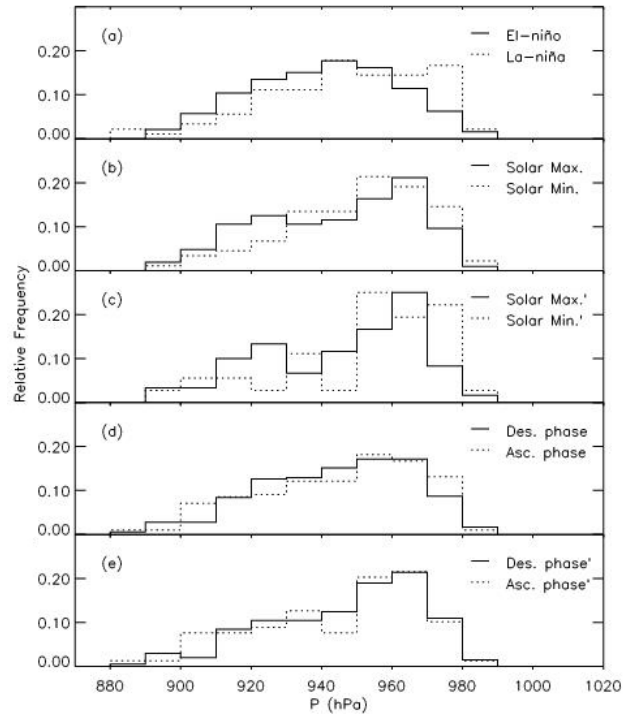 (a)
El-niño
La-niña
0.20
0.10
0.00
(b)
Solar Max.
Solar Min.
0.20
0.10
0.00
(c)
Solar Max.'
Solar Min.'
0.20
0.10
0.00
(d)
Des. phase
Asc. phase
0.20
0.10
0.00
(e)
Des. phase'
Asc. phase'
0.20
0.10
0.00
Relative Frequency
880 900 920 940 960 980 1000 1020
P (hPa)